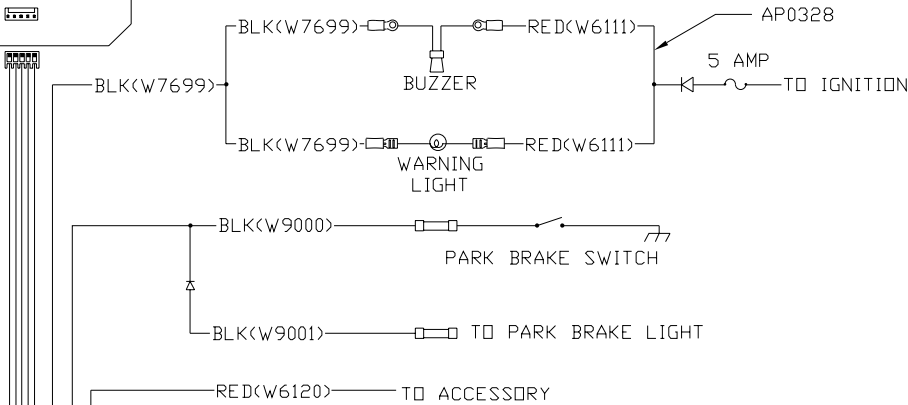 BLK(W7699) RED(W6111) AP0328
BUZZER
5 AMP
BLK(W7699) TO IGNITION
BLK(W7699) RED(W6111)
WARNING
LIGHT
BLK(W9000)
PARK BRAKE SWITCH
BLK(W9001) TO PARK BRAKE LIGHT
RED(W6120) TO ACCESSORY